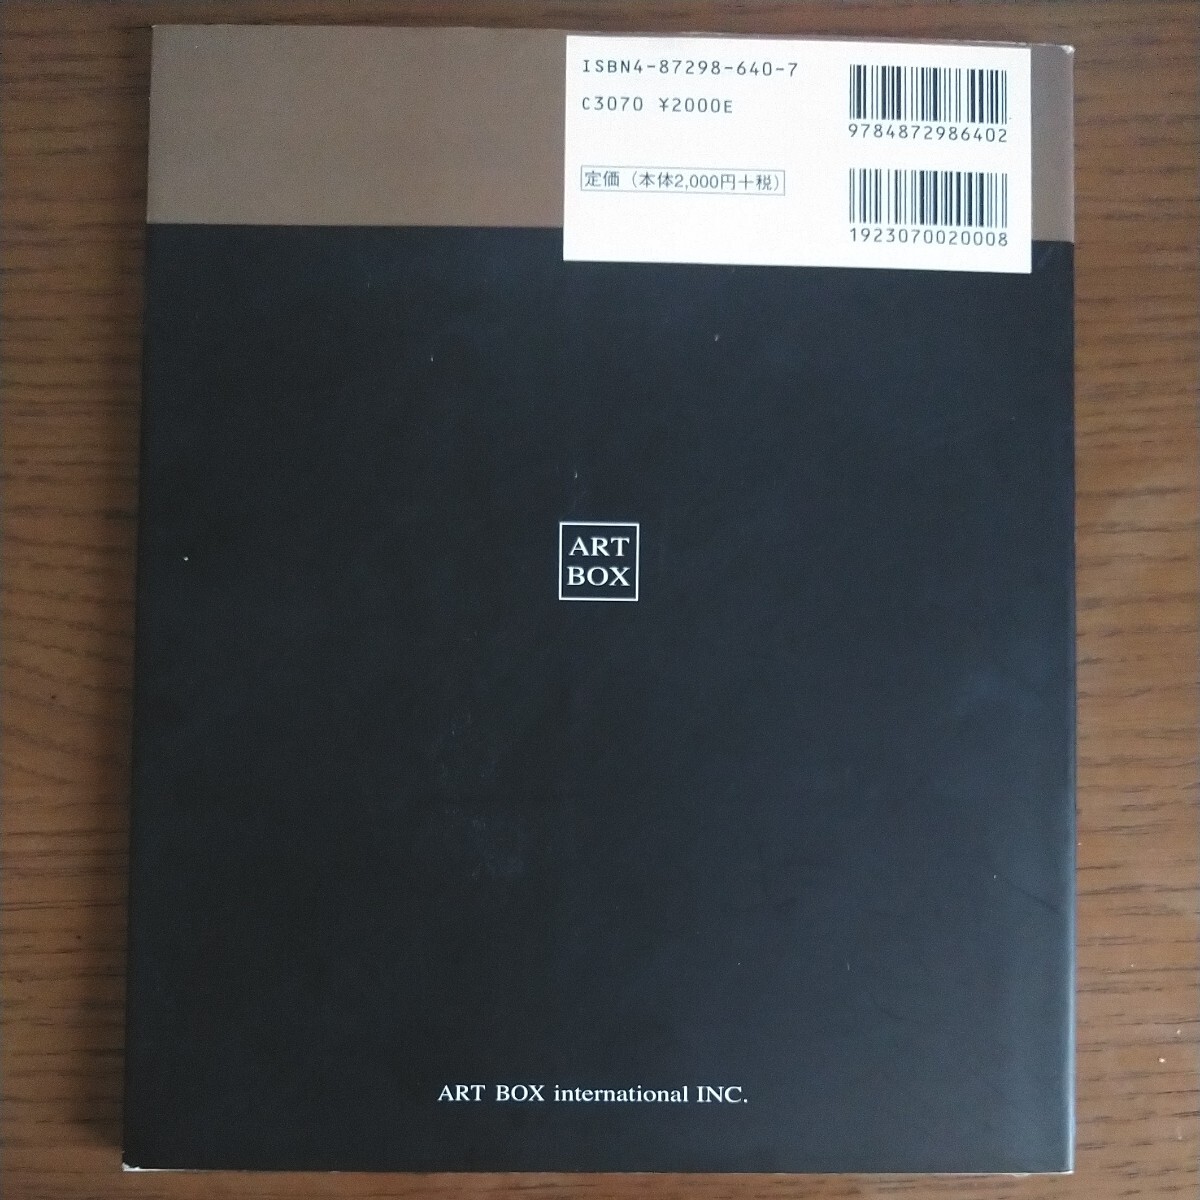 ISBN4-87298-640-7
C3070 ¥2000E
定価（本体2,000円＋税）
9784872986402
1923070020008
ART
BOX
ART BOX international INC.